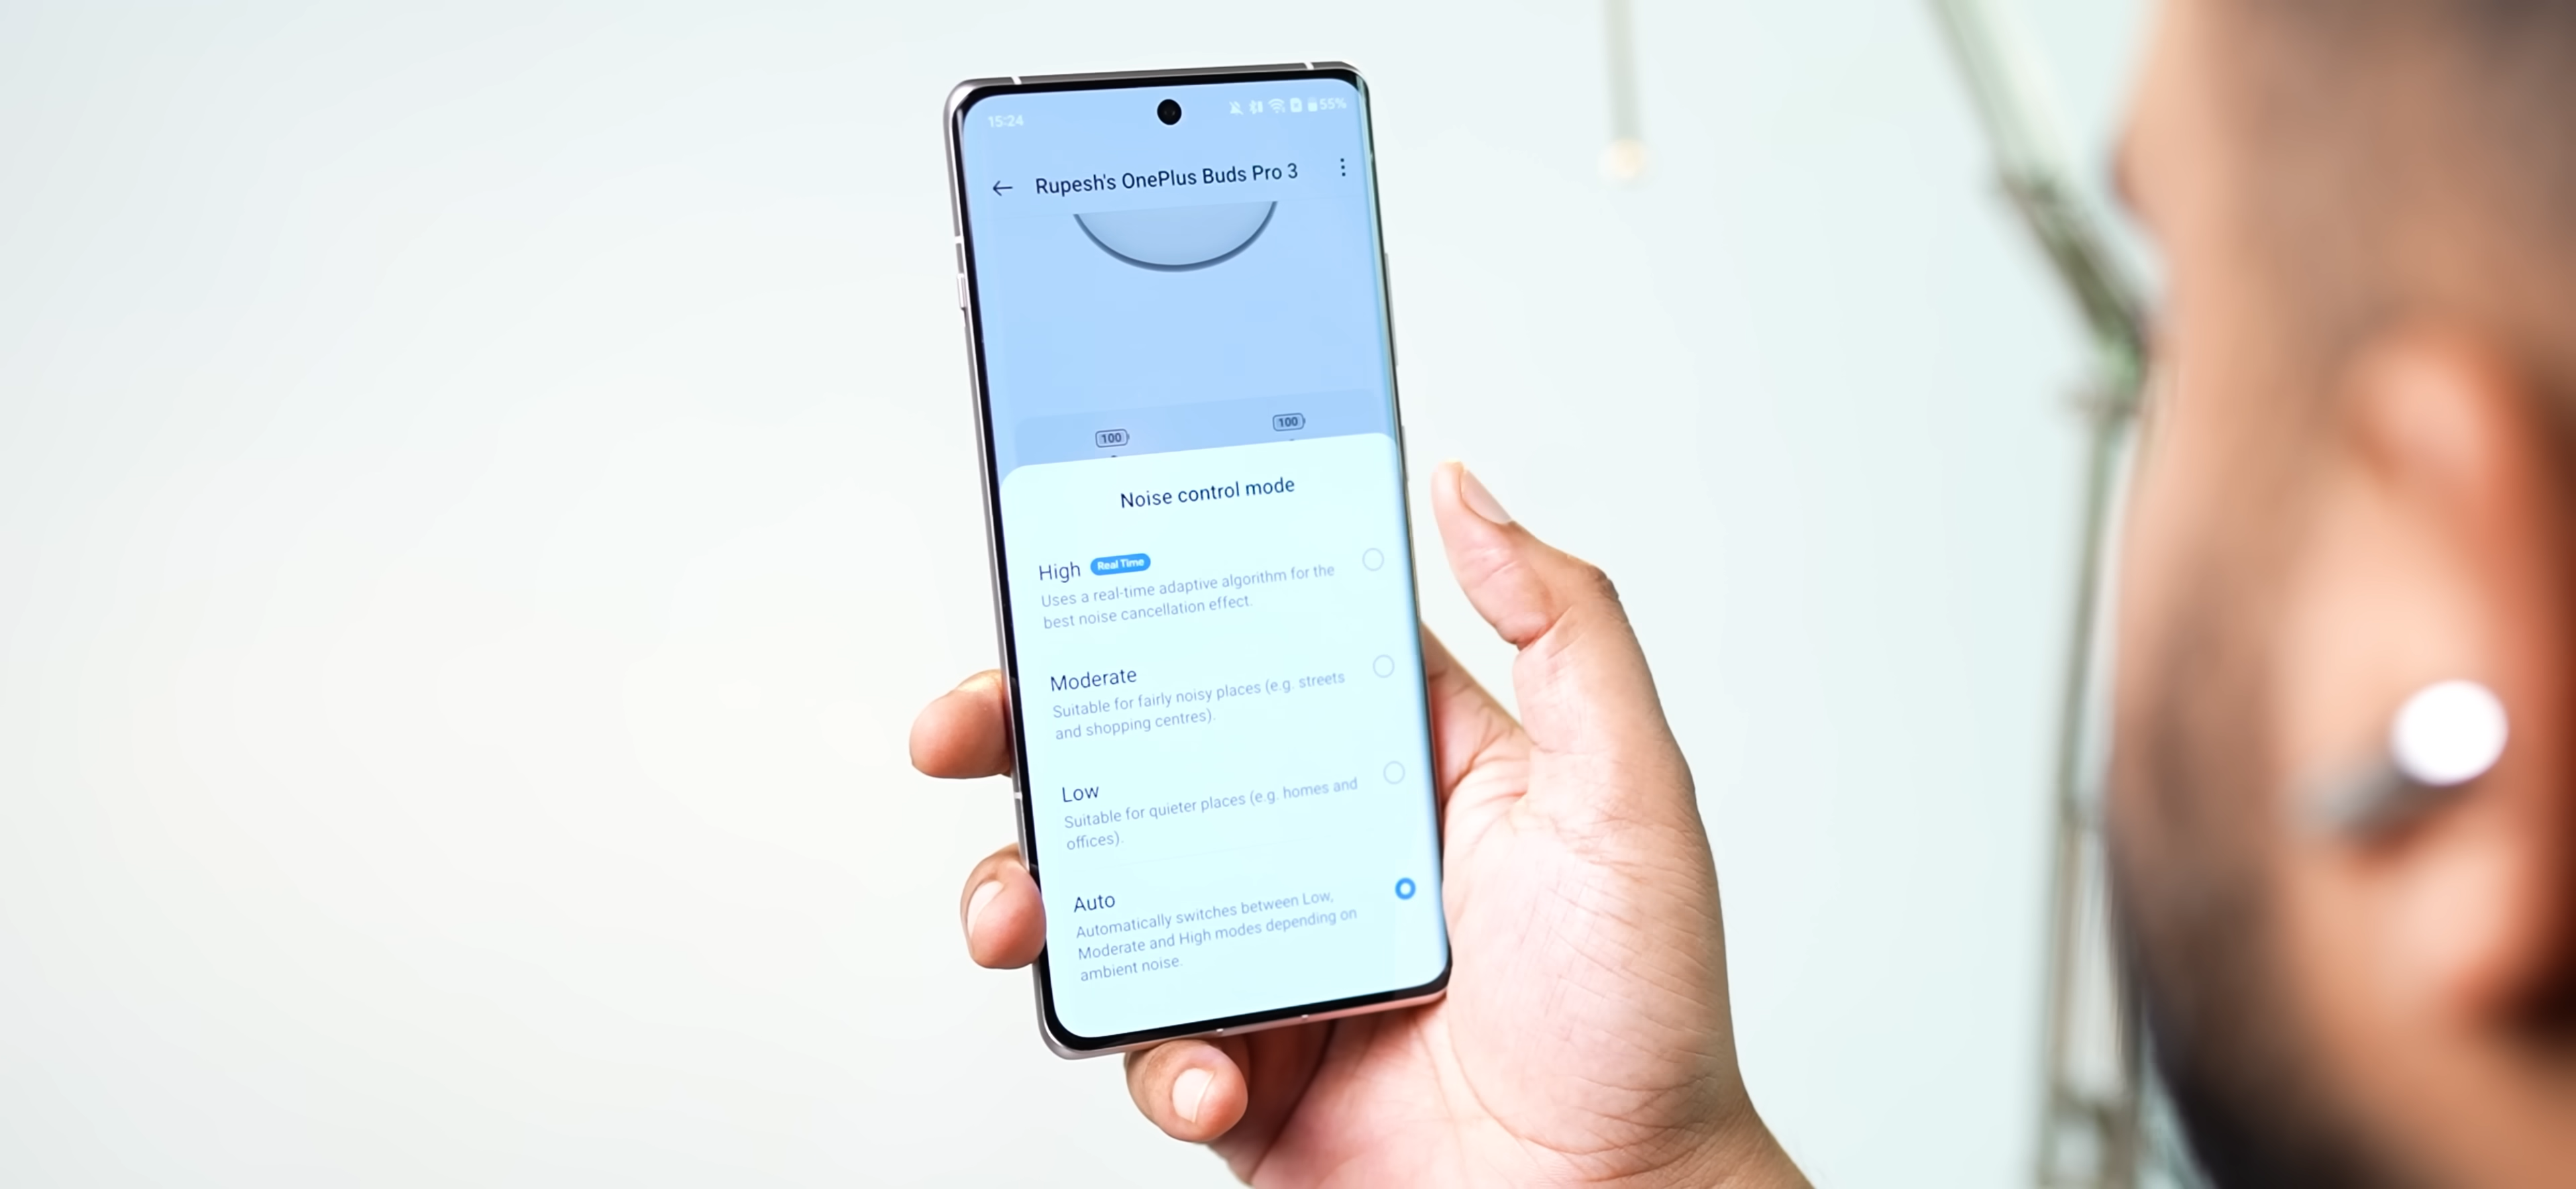 15:24 55%
Rupesh's OnePlus Buds Pro 3
100 100
Noise control mode
High Real Time
Uses a real-time adaptive algorithm for the
best noise cancellation effect.
Moderate
Suitable for fairly noisy places (e.g. streets
and shopping centres).
Low
Suitable for quieter places (e.g. homes and
offices).
Auto
Automatically switches between Low,
Moderate and High modes depending on
ambient noise.